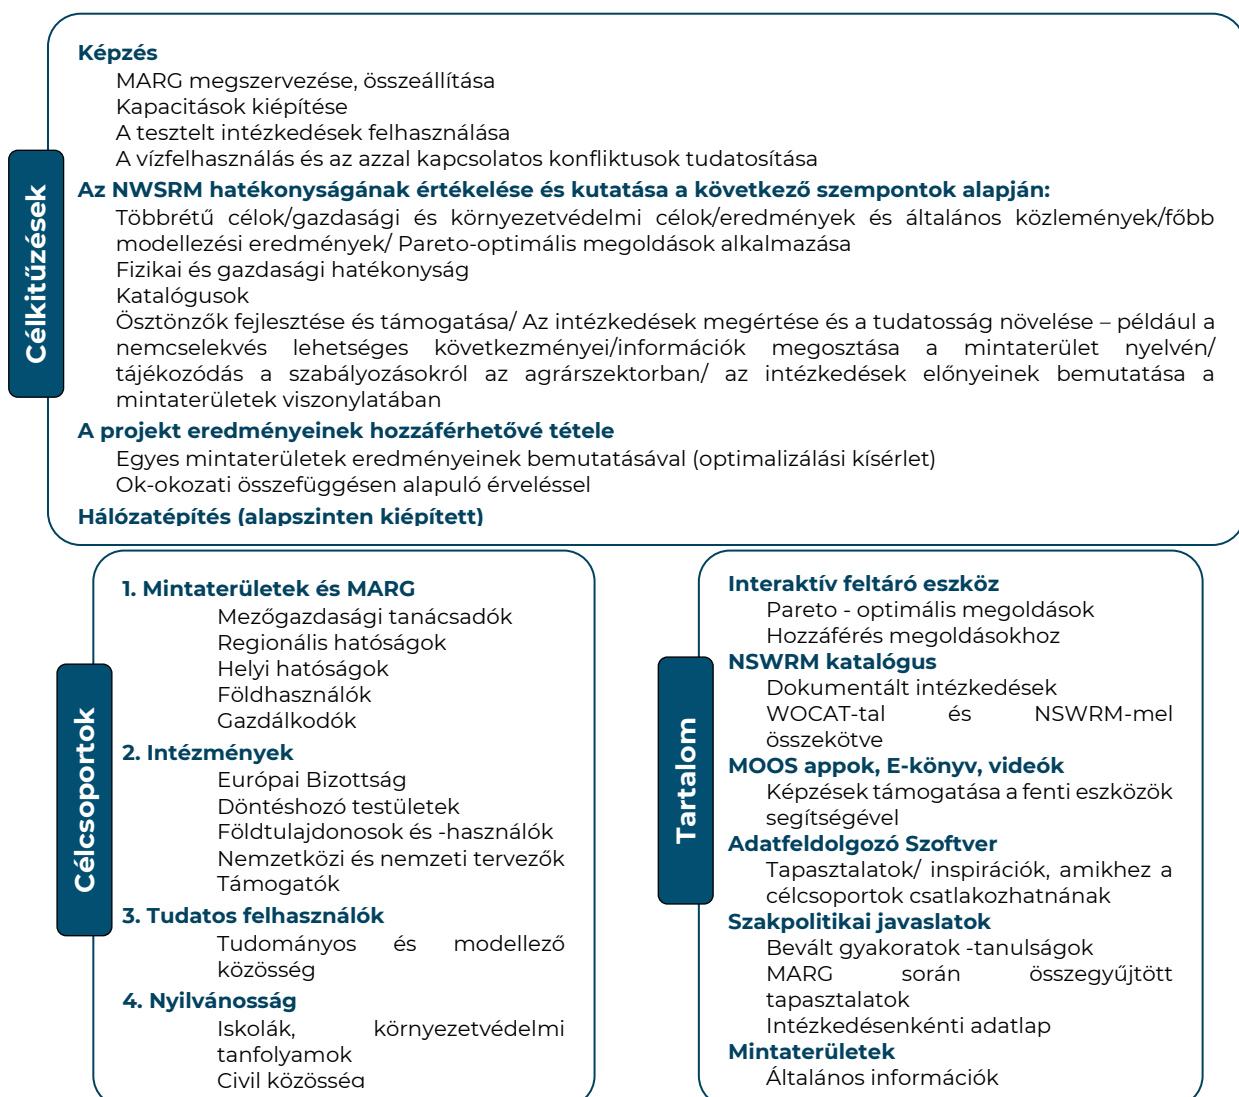 Célkitűzések
Képzés
MARG megszervezése, összeállítása
Kapacitások kiépítése
A tesztelt intézkedések felhasználása
A vízfelhasználás és az azzal kapcsolatos konfliktusok tudatosítása
Az NWSRM hatékonyságának értékelése és kutatása a következő szempontok alapján:
Többrétű célok/gazdasági és környezetvédelmi célok/eredmények és általános közlemények/főbb
modellezési eredmények/ Pareto-optimális megoldások alkalmazása
Fizikai és gazdasági hatékonyság
Katalógusok
Ösztönzők fejlesztése és támogatása/ Az intézkedések megértése és a tudatosság növelése – például a
nemcselekvés lehetséges következményei/információk megosztása a mintaterület nyelvén/
tájékozódás a szabályozásokról az agrárszektorban/ az intézkedések előnyeinek bemutatása a
mintaterületek viszonylatában
A projekt eredményeinek hozzáférhetővé tétele
Egyes mintaterületek eredményeinek bemutatásával (optimalizálási kísérlet)
Ok-okozati összefüggésen alapuló érveléssel
Hálózatépítés (alapszinten kiépített)
Célcsoportok
1. Mintaterületek és MARG
Mezőgazdasági tanácsadók
Regionális hatóságok
Helyi hatóságok
Földhasználók
Gazdálkodók
2. Intézmények
Európai Bizottság
Döntéshozó testületek
Földtulajdonosok és -használók
Nemzetközi és nemzeti tervezők
Támogatók
3. Tudatos felhasználók
Tudományos és modellező
közösség
4. Nyilvánosság
Iskolák, környezetvédelmi
tanfolyamok
Civil közösség
Tartalom
Interaktív feltáró eszköz
Pareto - optimális megoldások
Hozzáférés megoldásokhoz
NSWRM katalógus
Dokumentált intézkedések
WOCAT-tal és NSWRM-mel
összekötve
MOOS appok, E-könyv, videók
Képzések támogatása a fenti eszközök
segítségével
Adatfeldolgozó Szoftver
Tapasztalatok/ inspirációk, amikhez a
célcsoportok csatlakozhatnának
Szakpolitikai javaslatok
Bevált gyakoratok -tanulságok
MARG során összegyűjtött
tapasztalatok
Intézkedésenkénti adatlap
Mintaterületek
Általános információk